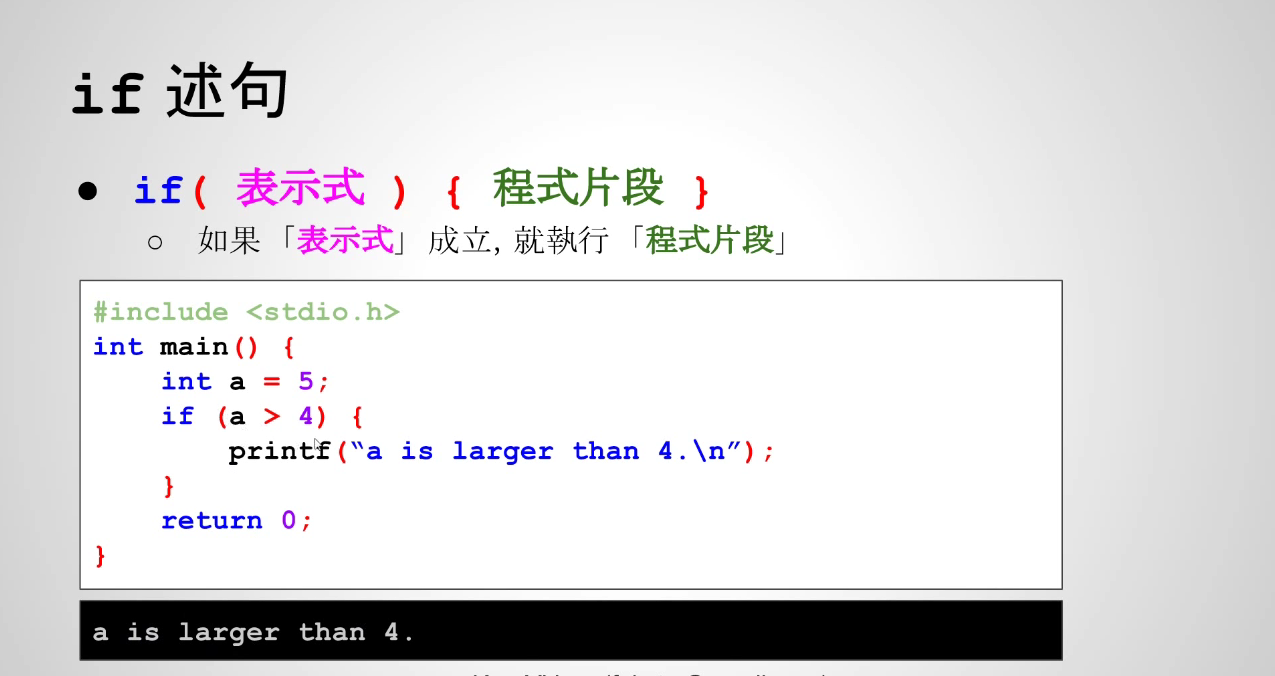 if 述句
● if( 表示式 ) { 程式片段 }
○ 如果「表示式」成立, 就執行「程式片段」
#include <stdio.h>
int main() {
    int a = 5;
    if (a > 4) {
        printf(“a is larger than 4.\n”);
    }
    return 0;
}
a is larger than 4.